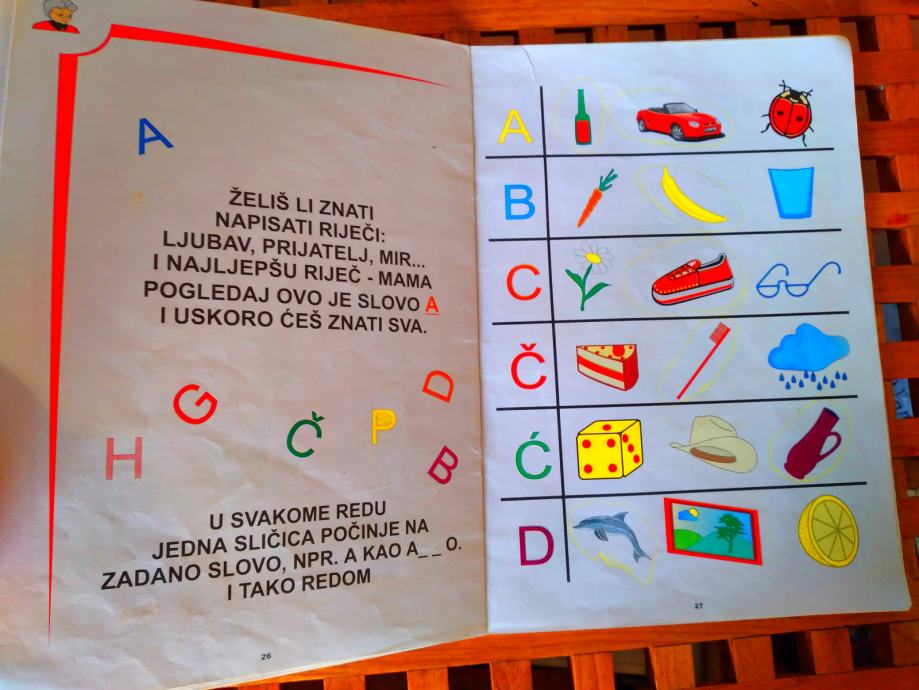 A
ŽELIŠ LI ZNATI
NAPISATI RIJEČI:
LJUBAV, PRIJATELJ, MIR...
I NAJLJEPŠU RIJEČ - MAMA
POGLEDAJ OVO JE SLOVO A
I USKORO ĆEŠ ZNATI SVA.
G
H
Č
P
D
B
U SVAKOME REDU
JEDNA SLIČICA POČINJE NA
ZADANO SLOVO, NPR. A KAO A_ _ O.
I TAKO REDOM
26
A
B
C
Č
Ć
D
27